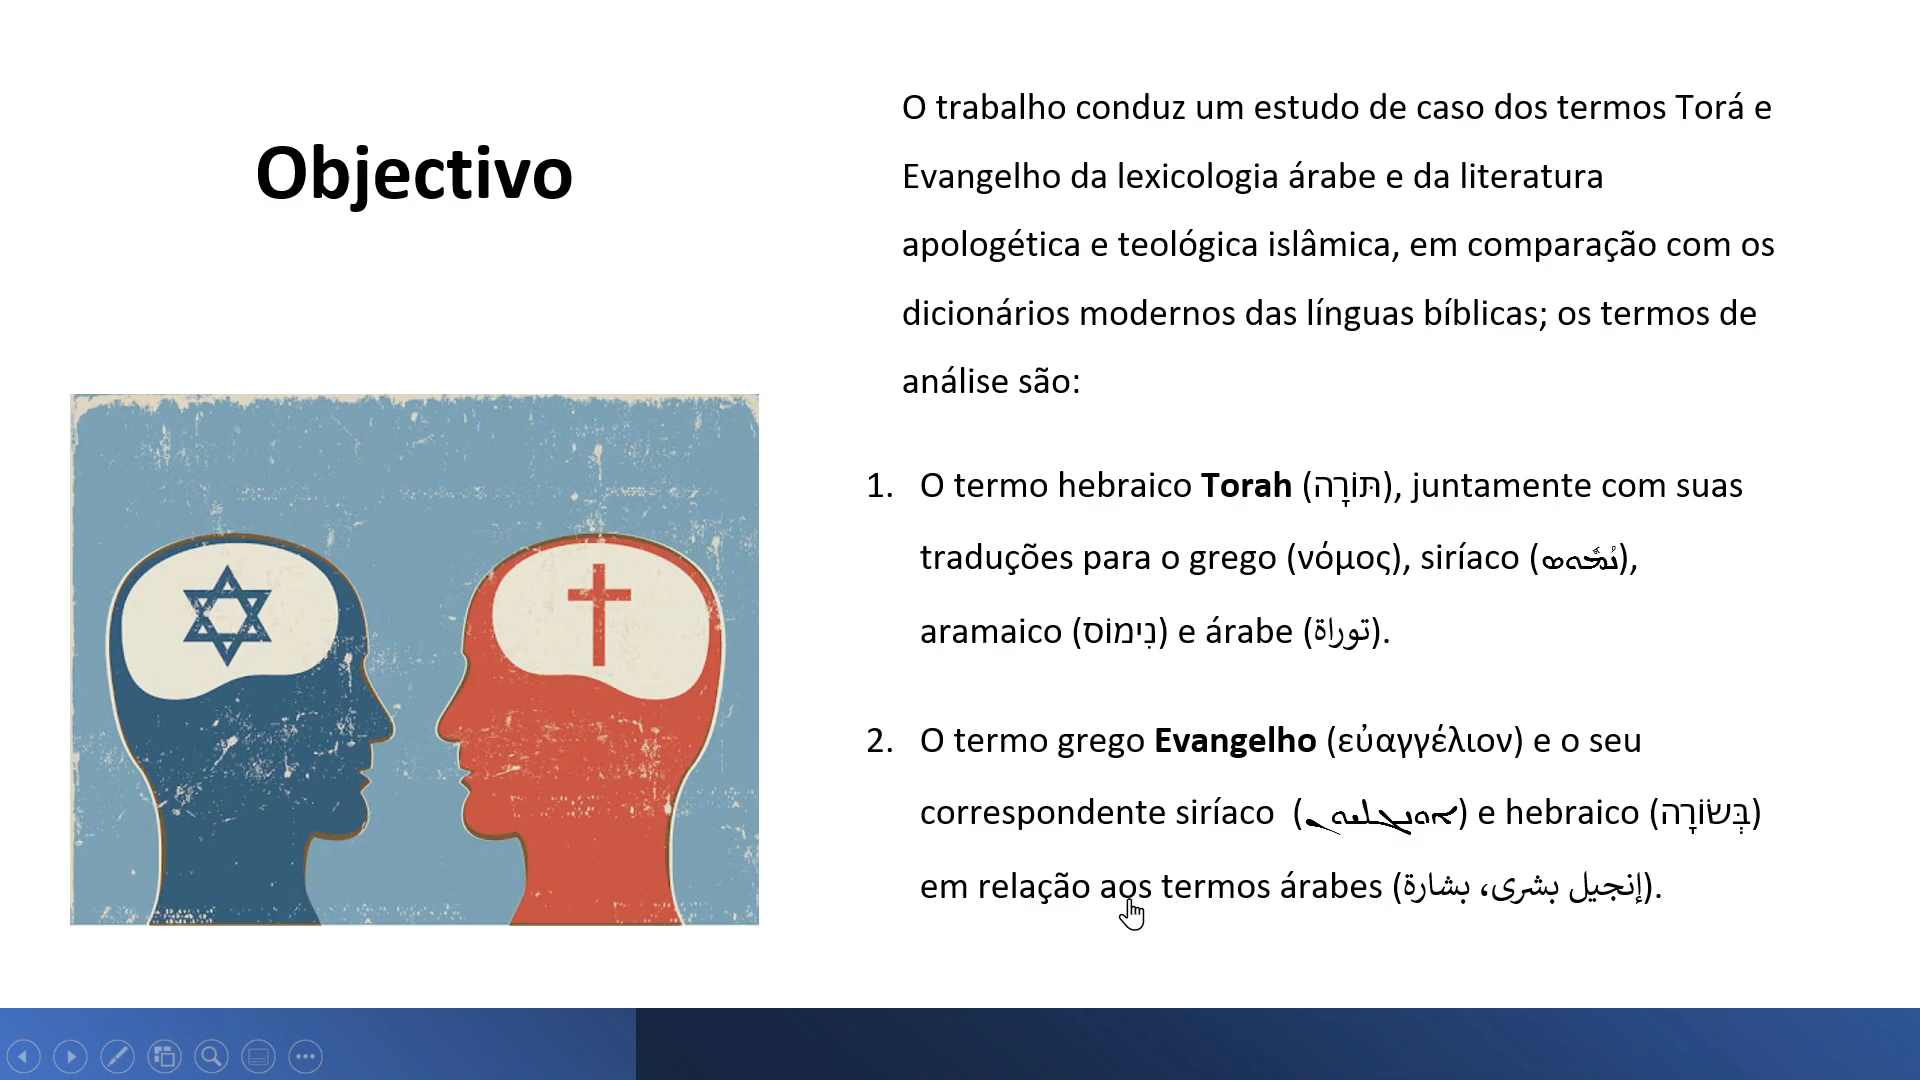 Objectivo
O trabalho conduz um estudo de caso dos termos Torá e
Evangelho da lexicologia árabe e da literatura
apologética e teológica islâmica, em comparação com os
dicionários modernos das línguas bíblicas; os termos de
análise são:
1. O termo hebraico Torah (תּוֹרָה), juntamente com suas
traduções para o grego (νόμος), siríaco (ܢܳܡܽܘܣ),
aramaico (נִימוֹס) e árabe (توراة).
2. O termo grego Evangelho (εὐαγγέλιον) e o seu
correspondente siríaco (ܐܘܢܓܠܝܘܢ) e hebraico (בְּשׂוֹרָה)
em relação aos termos árabes (إنجيل بشرى، بشارة).